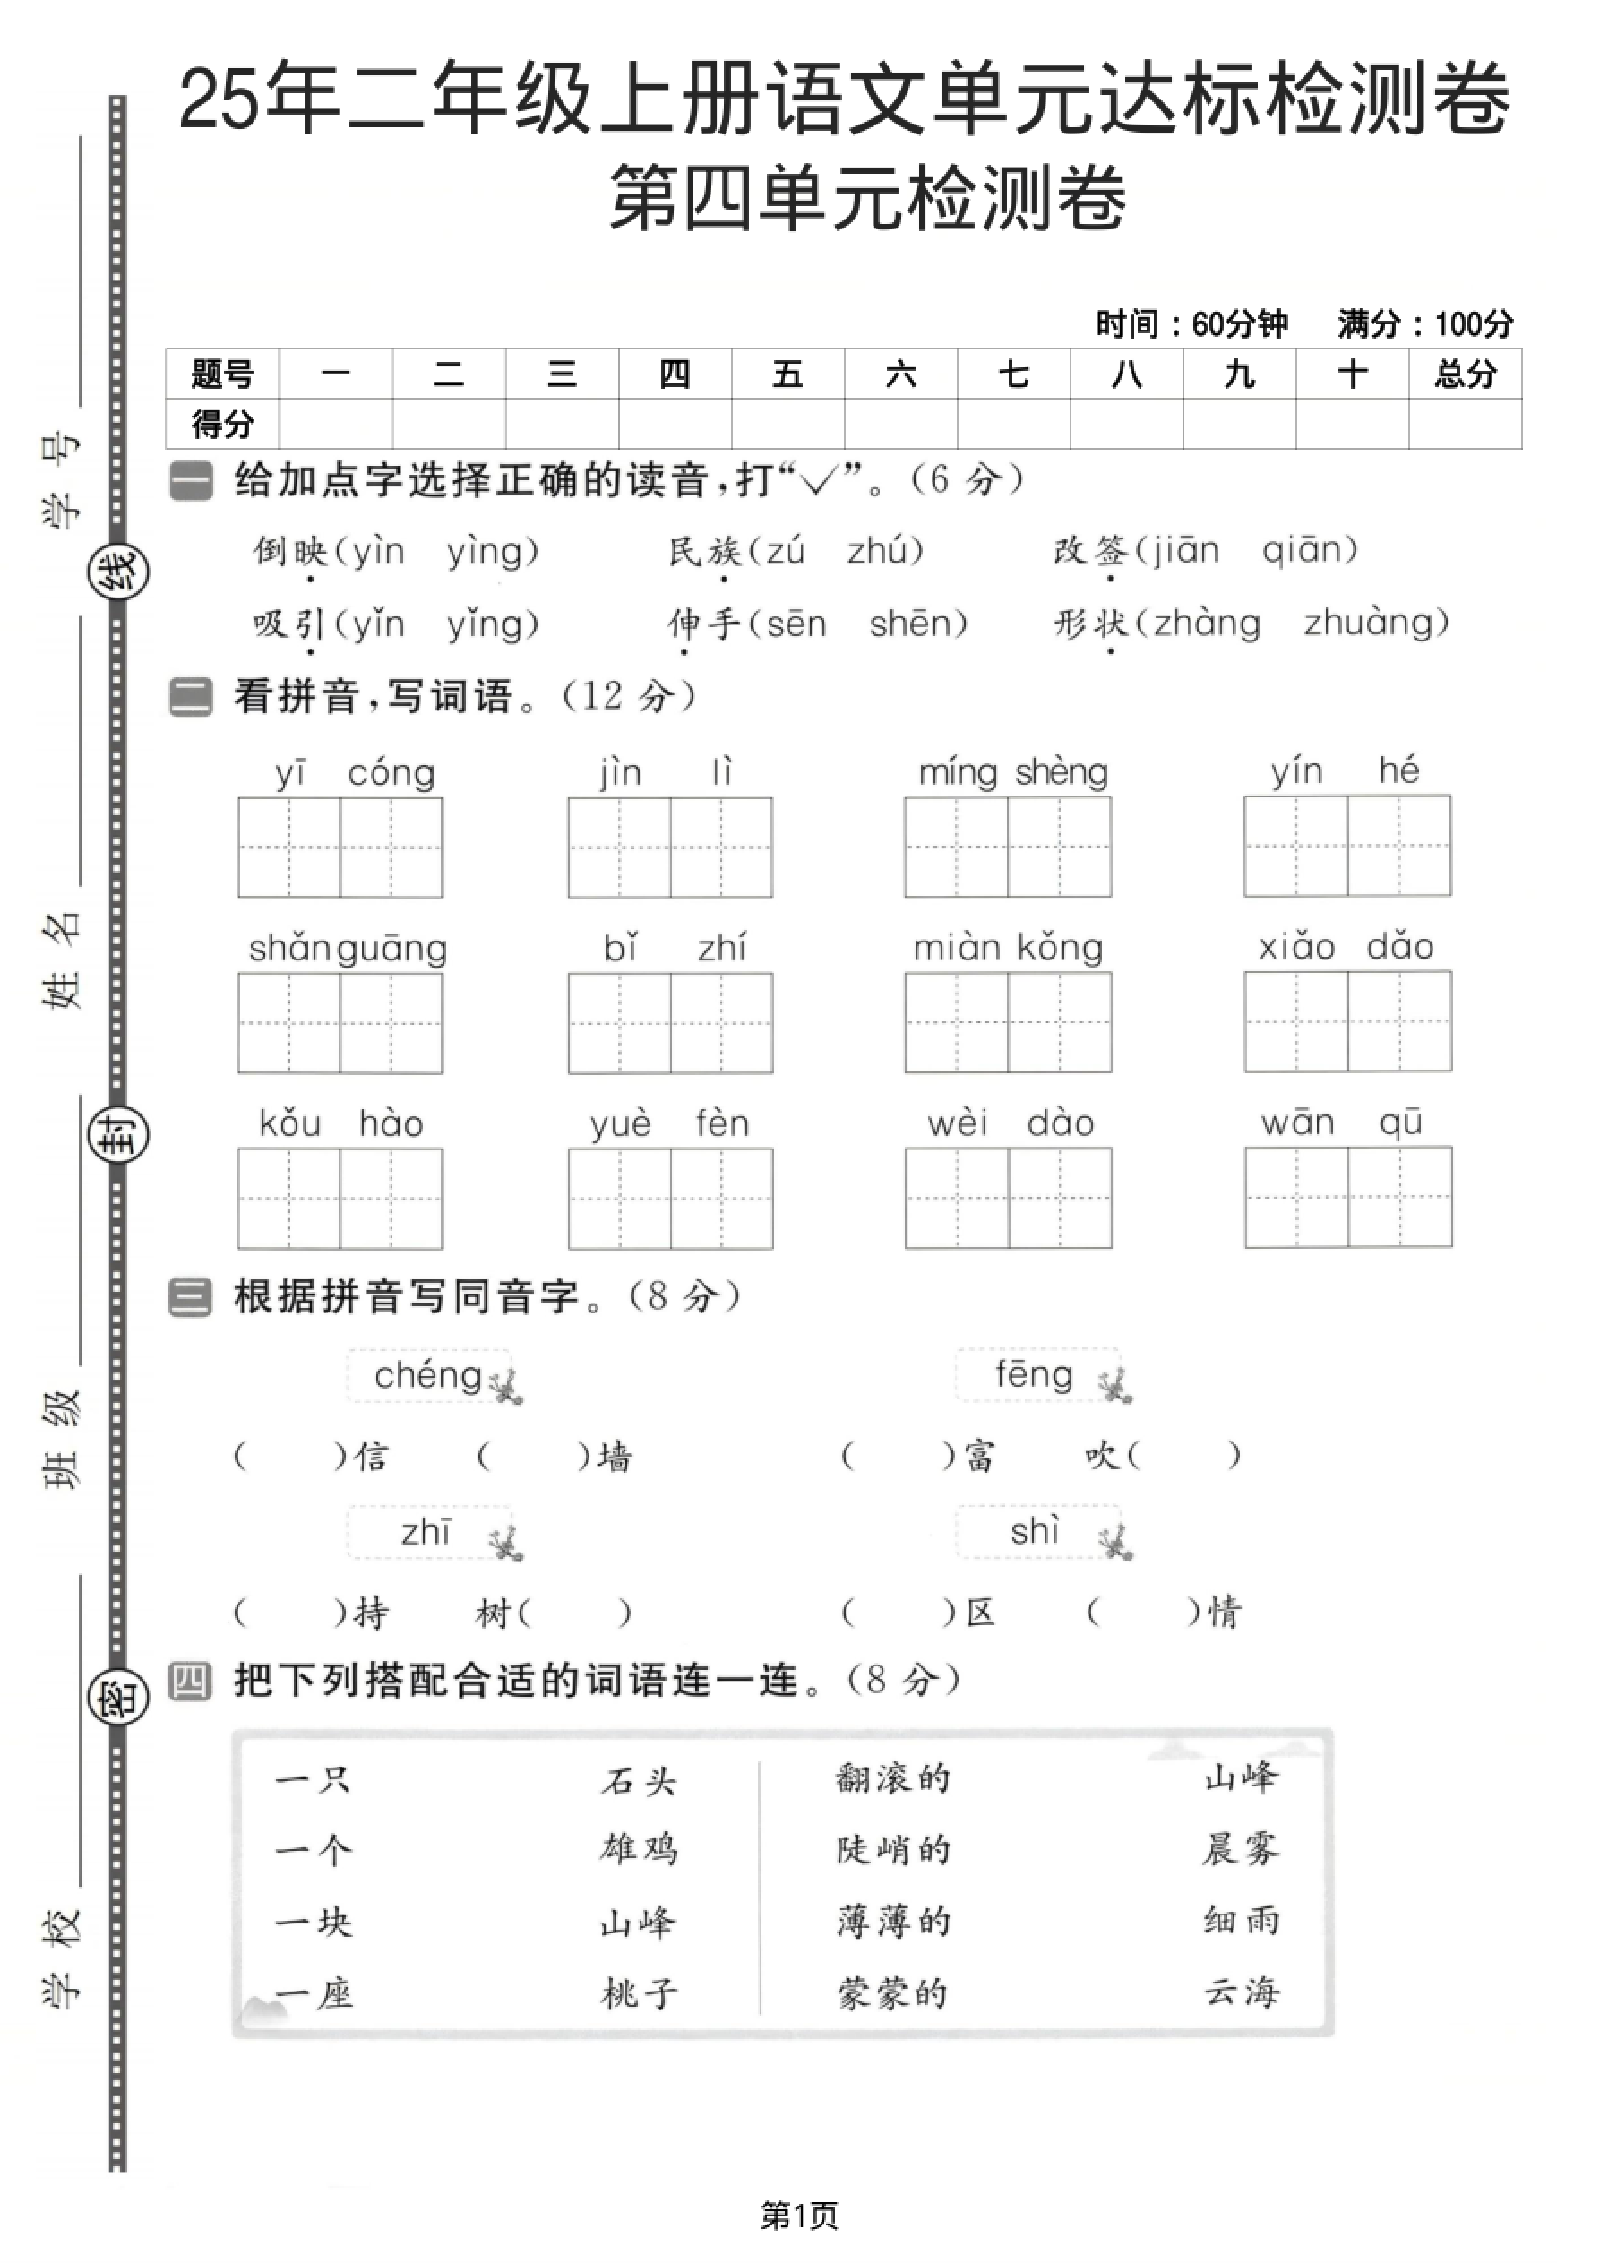 25年二年级上册语文单元达标检测卷
第四单元检测卷
时间：60分钟 满分：100分
题号 一 二 三 四 五 六 七 八 九 十 总分
得分
一 给加点字选择正确的读音，打“✓”。（6 分）
倒映（yìn yìng） 民族（zú zhú） 改签（jiān qiān）
吸引（yǐn yǐng） 伸手（sēn shēn） 形状（zhàng zhuàng）
二 看拼音，写词语。（12 分）
yī cóng jìn lì míng shèng yín hé
shǎn guāng bǐ zhí miàn kǒng xiǎo dǎo
kǒu hào yuè fèn wèi dào wān qū
三 根据拼音写同音字。（8 分）
chéng fēng
（ ）信 （ ）墙 （ ）富 吹（ ）
zhī shì
（ ）持 树（ ） （ ）区 （ ）情
四 把下列搭配合适的词语连一连。（8 分）
一只 石头 翻滚的 山峰
一个 雄鸡 陡峭的 晨雾
一块 山峰 薄薄的 细雨
一座 桃子 蒙蒙的 云海
第1页
学号
线
姓名
封
班级
密
学校